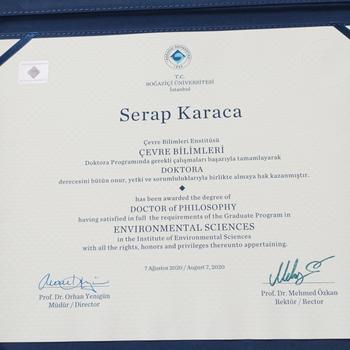 T.C.
BOĞAZİÇİ ÜNİVERSİTESİ
İstanbul
Serap Karaca
Çevre Bilimleri Enstitüsü
ÇEVRE BİLİMLERİ
Doktora Programında gerekli çalışmaları başarıyla tamamlayarak
DOKTORA
derecesini bütün onur, yetki ve sorumluluklarıyla birlikte almaya hak kazanmıştır.
has been awarded the degree of
DOCTOR of PHILOSOPHY
having satisfied in full the requirements of the Graduate Program in
ENVIRONMENTAL SCIENCES
in the Institute of Environmental Sciences
with all the rights, honors and privileges thereunto appertaining.
7 Ağustos 2020 / August 7, 2020
Prof. Dr. Orhan Yenigün
Müdür / Director
Prof. Dr. Mehmed Özkan
Rektör / Rector